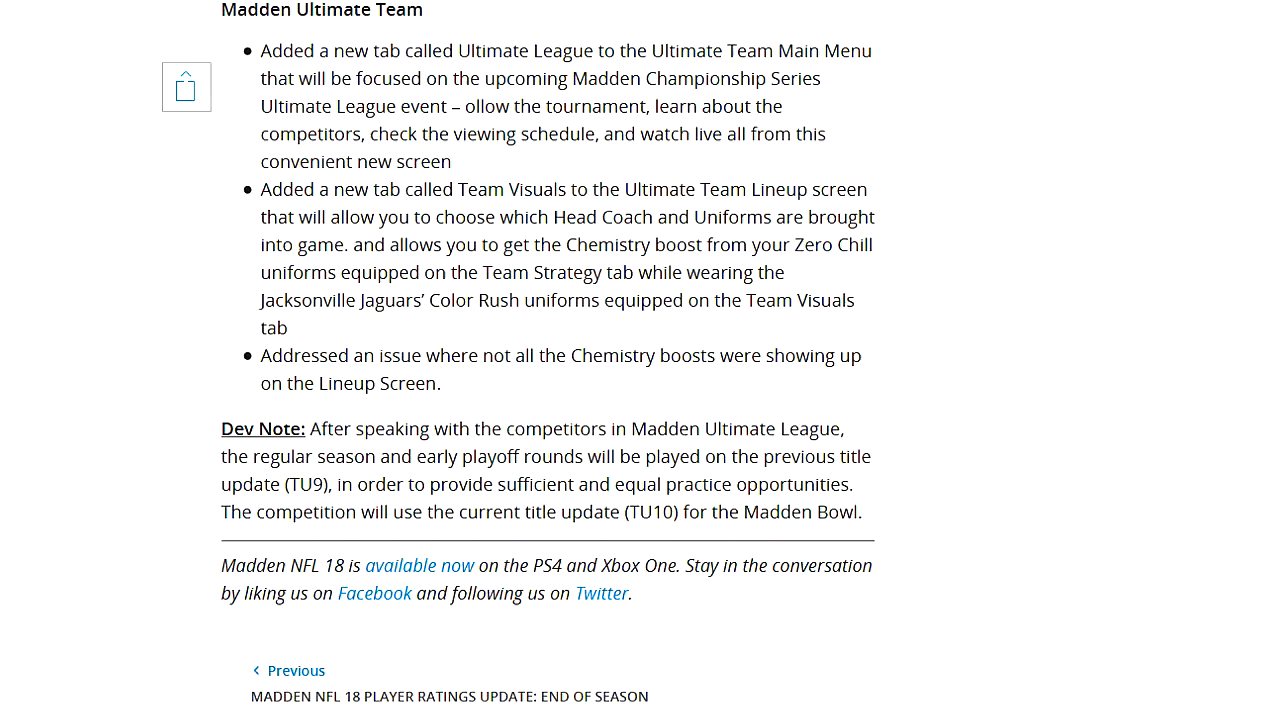 Madden Ultimate Team
● Added a new tab called Ultimate League to the Ultimate Team Main Menu
that will be focused on the upcoming Madden Championship Series
Ultimate League event – ollow the tournament, learn about the
competitors, check the viewing schedule, and watch live all from this
convenient new screen
● Added a new tab called Team Visuals to the Ultimate Team Lineup screen
that will allow you to choose which Head Coach and Uniforms are brought
into game. and allows you to get the Chemistry boost from your Zero Chill
uniforms equipped on the Team Strategy tab while wearing the
Jacksonville Jaguars’ Color Rush uniforms equipped on the Team Visuals
tab
● Addressed an issue where not all the Chemistry boosts were showing up
on the Lineup Screen.
Dev Note: After speaking with the competitors in Madden Ultimate League,
the regular season and early playoff rounds will be played on the previous title
update (TU9), in order to provide sufficient and equal practice opportunities.
The competition will use the current title update (TU10) for the Madden Bowl.
Madden NFL 18 is available now on the PS4 and Xbox One. Stay in the conversation
by liking us on Facebook and following us on Twitter.
‹ Previous
MADDEN NFL 18 PLAYER RATINGS UPDATE: END OF SEASON